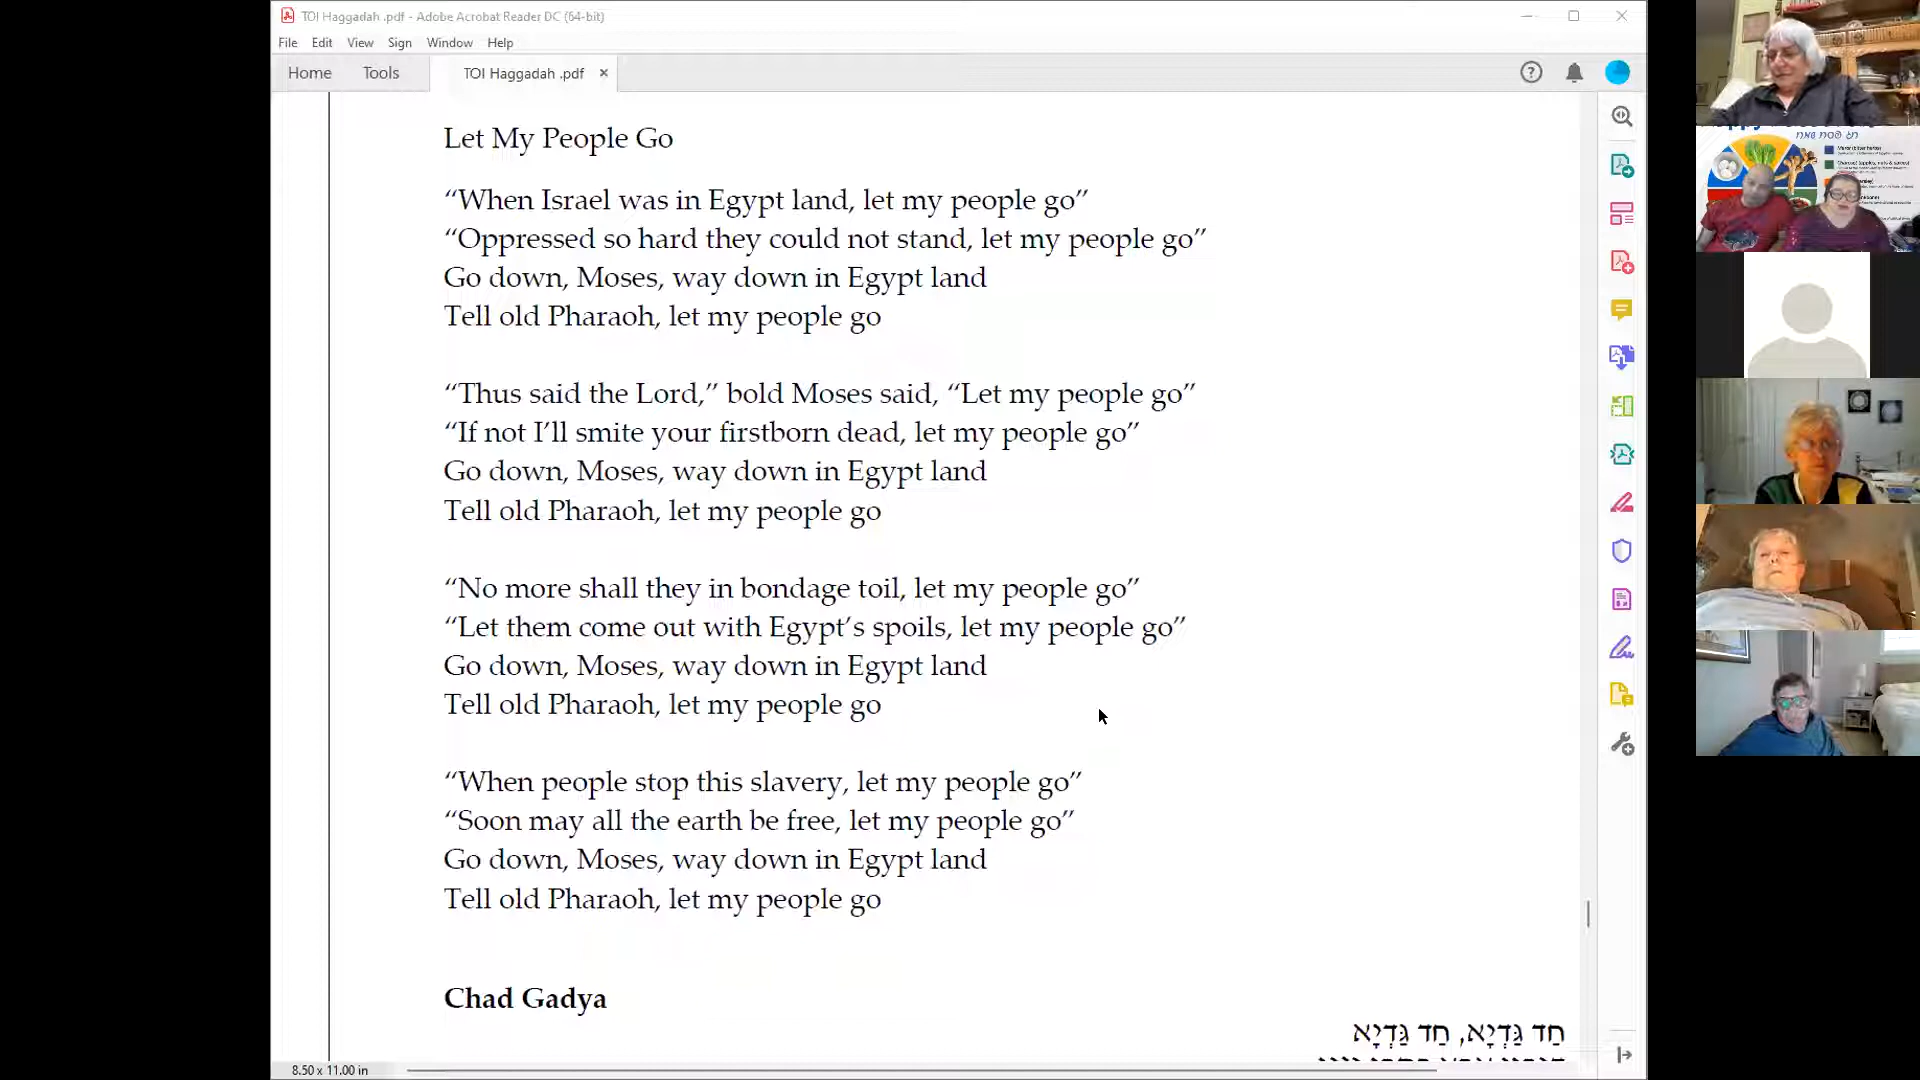 TOI Haggadah .pdf - Adobe Acrobat Reader DC (64-bit)
File Edit View Sign Window Help
Home Tools TOI Haggadah .pdf ×
Let My People Go
“When Israel was in Egypt land, let my people go”
“Oppressed so hard they could not stand, let my people go”
Go down, Moses, way down in Egypt land
Tell old Pharaoh, let my people go
“Thus said the Lord,” bold Moses said, “Let my people go”
“If not I’ll smite your firstborn dead, let my people go”
Go down, Moses, way down in Egypt land
Tell old Pharaoh, let my people go
“No more shall they in bondage toil, let my people go”
“Let them come out with Egypt’s spoils, let my people go”
Go down, Moses, way down in Egypt land
Tell old Pharaoh, let my people go
“When people stop this slavery, let my people go”
“Soon may all the earth be free, let my people go”
Go down, Moses, way down in Egypt land
Tell old Pharaoh, let my people go
Chad Gadya
חַד גַּדְיָא, חַד גַּדְיָא
8.50 x 11.00 in
חג פסח שמח